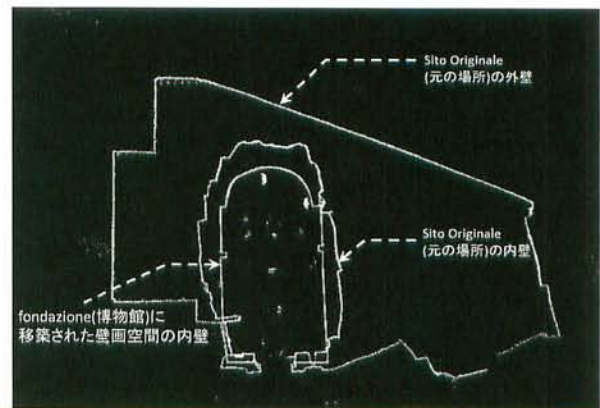 Sito Originale
(元の場所)の外壁
Sito Originale
(元の場所)の内壁
fondazione(博物館)に
移築された壁画空間の内壁